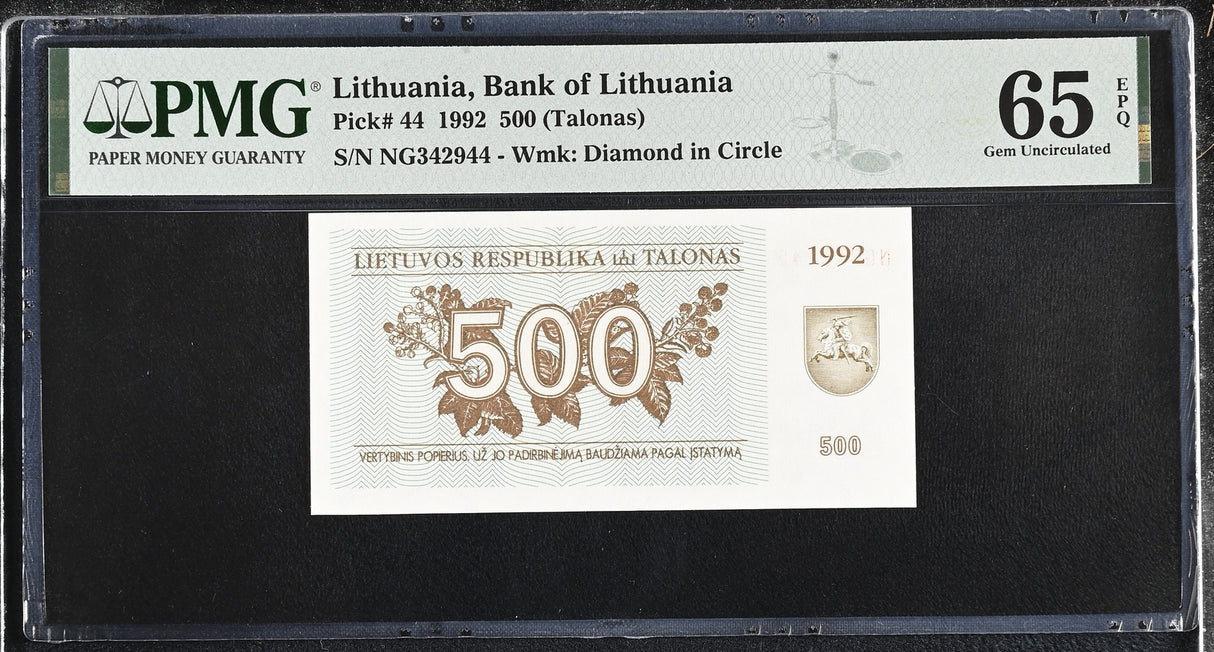 PMG®
PAPER MONEY GUARANTY
Lithuania, Bank of Lithuania
Pick# 44 1992 500 (Talonas)
S/N NG342944 - Wmk: Diamond in Circle
65 EPQ
Gem Uncirculated
LIETUVOS RESPUBLIKA TALONAS
1992
500
500
VERTYBINIS POPIERIUS. UŽ JO PADIRBINĖJIMĄ BAUDŽIAMA PAGAL ĮSTATYMĄ